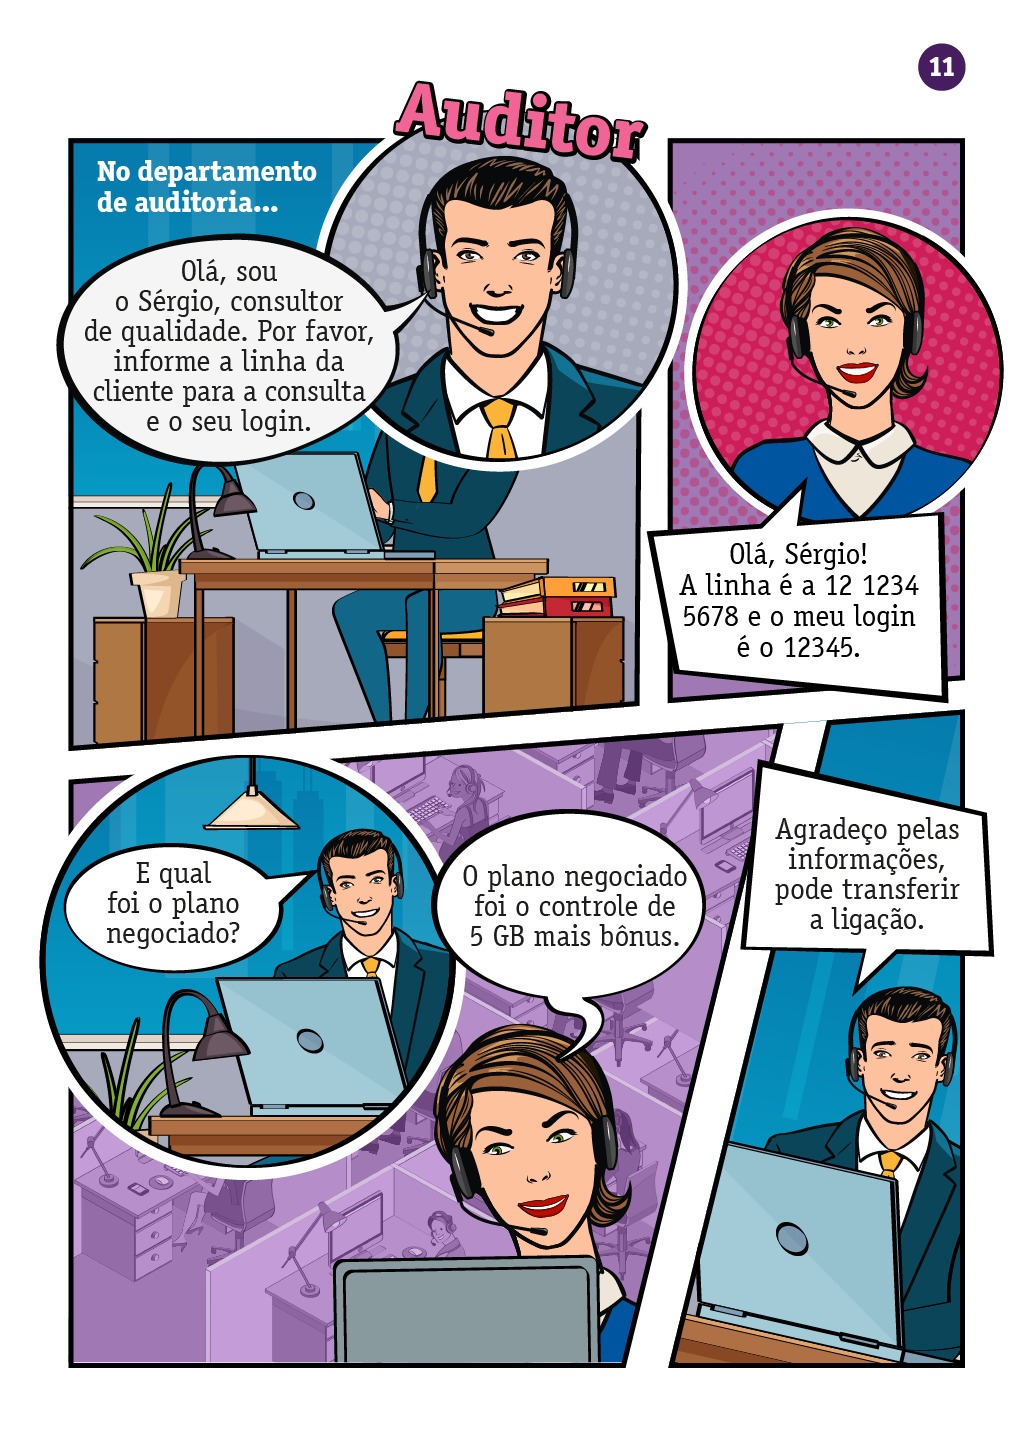 11
Auditor
No departamento
de auditoria...
Olá, sou
o Sérgio, consultor
de qualidade. Por favor,
informe a linha da
cliente para a consulta
e o seu login.
Olá, Sérgio!
A linha é a 12 1234
5678 e o meu login
é o 12345.
E qual
foi o plano
negociado?
O plano negociado
foi o controle de
5 GB mais bônus.
Agradeço pelas
informações,
pode transferir
a ligação.